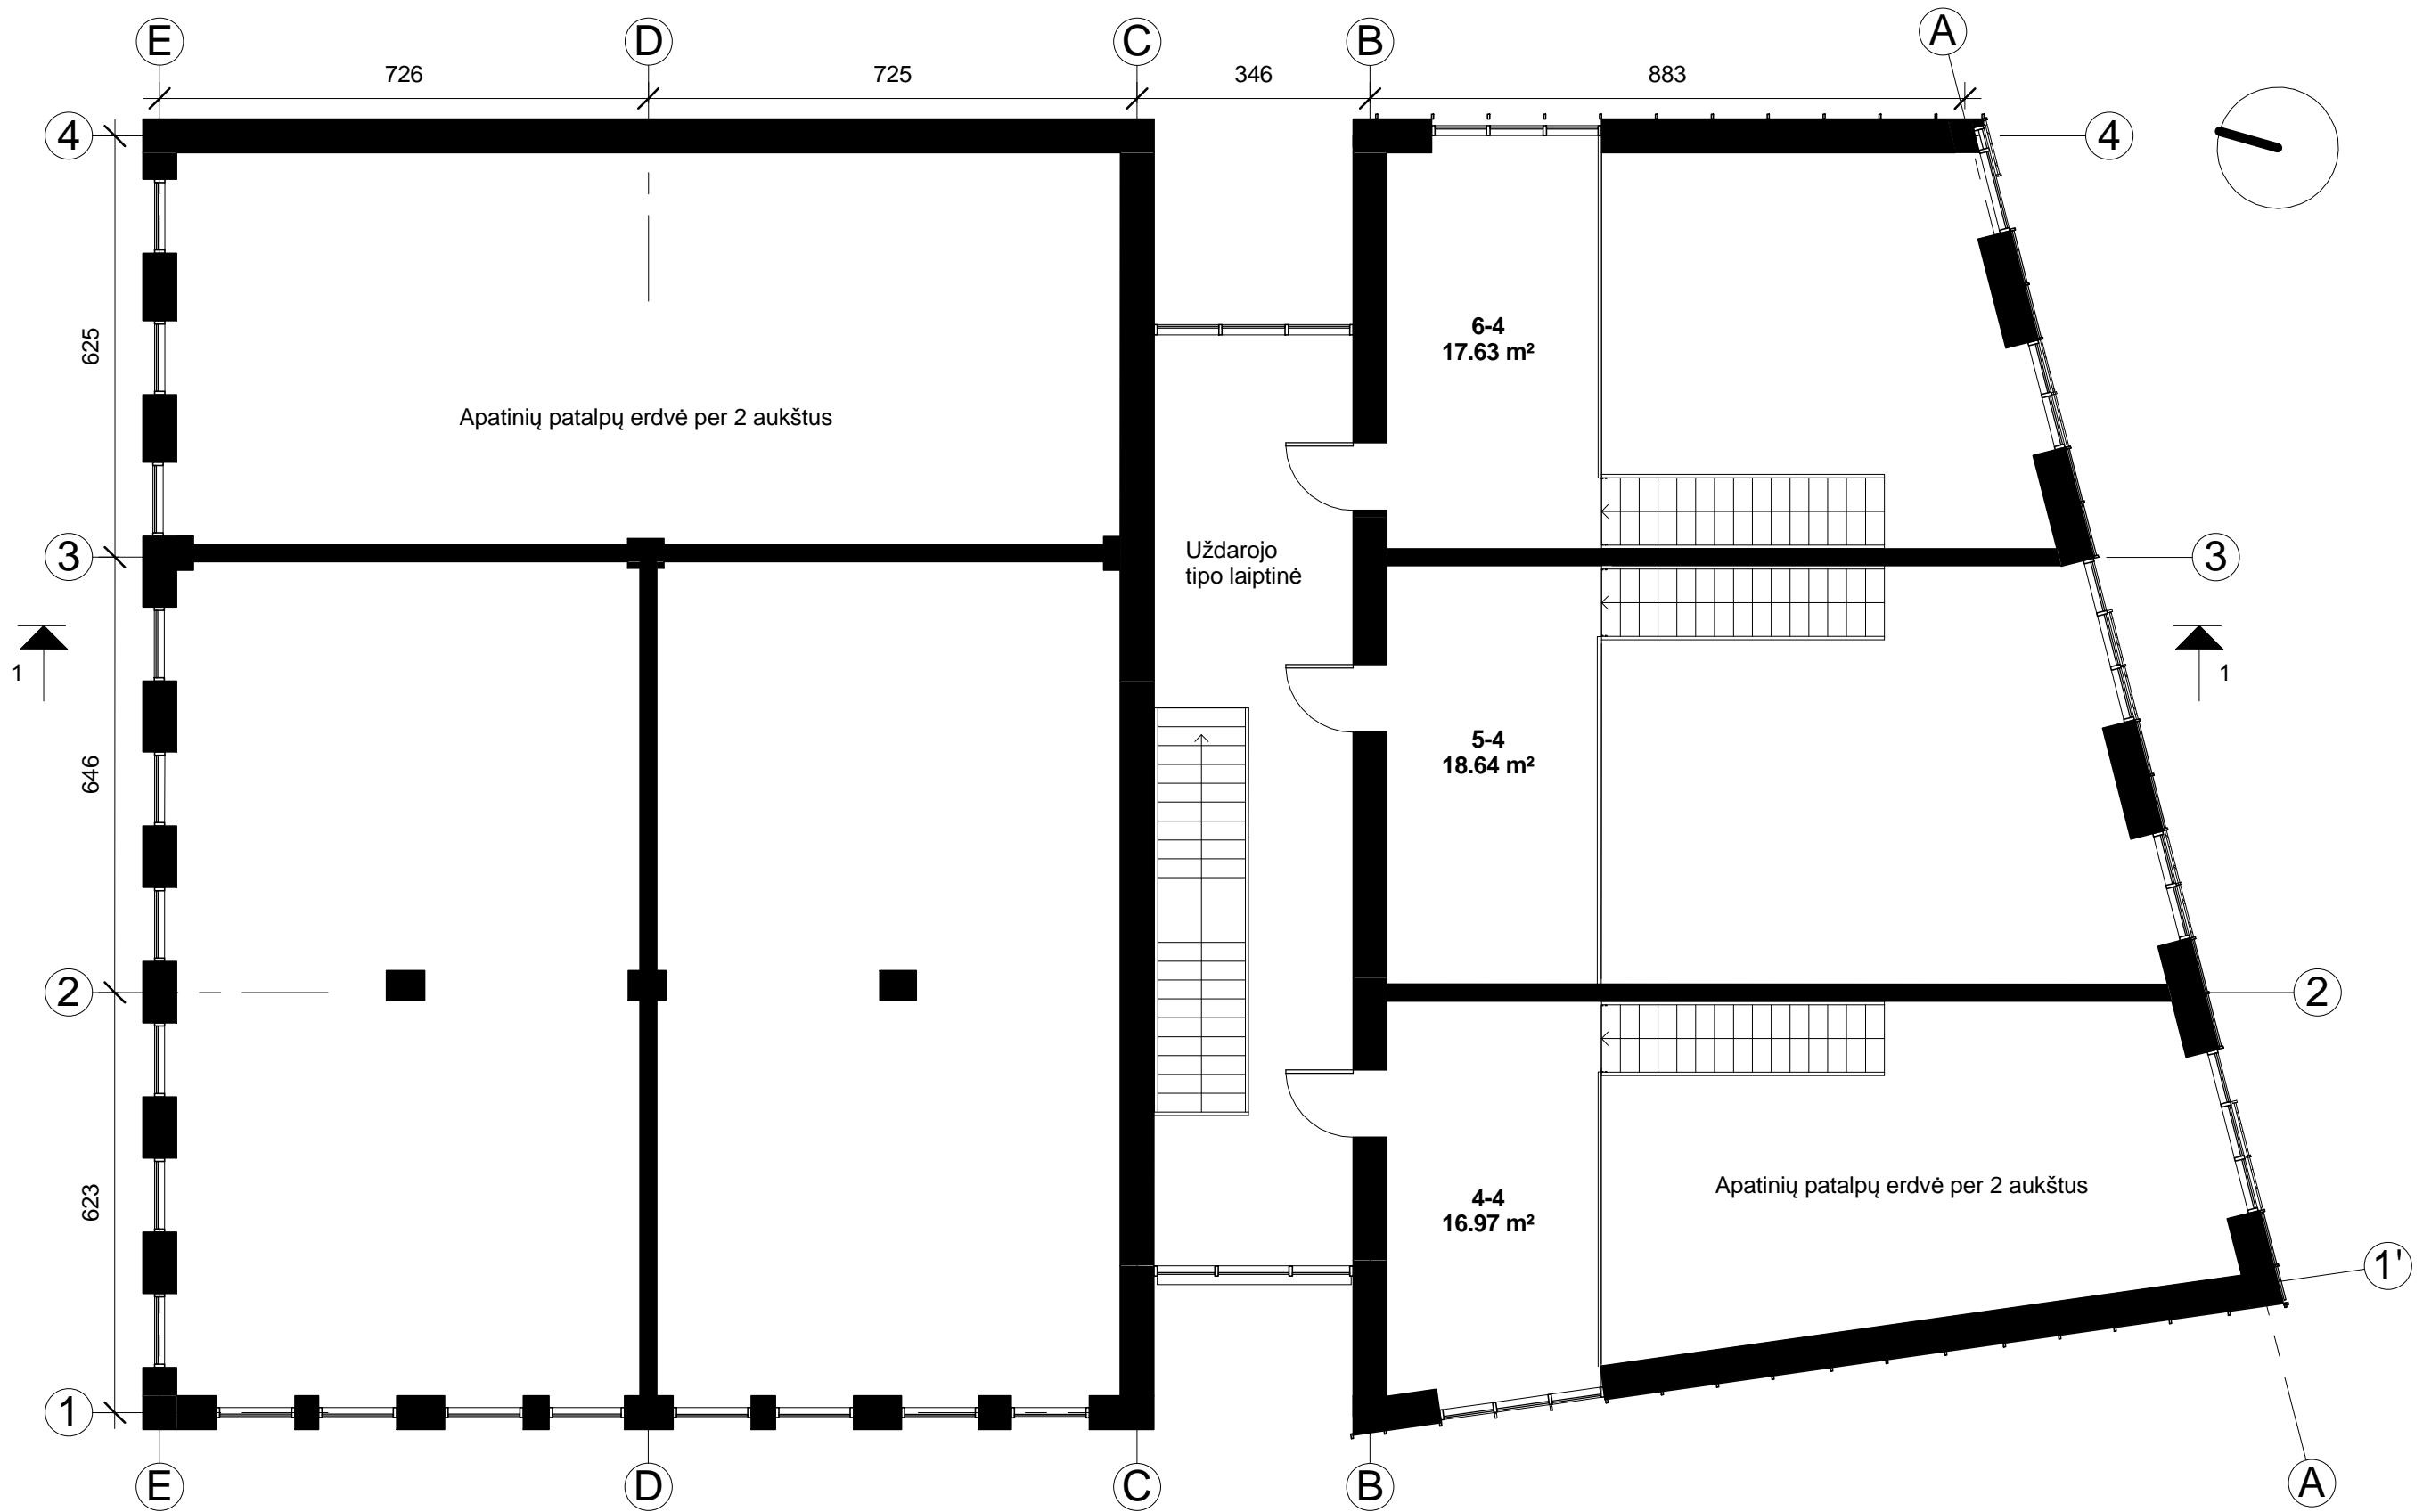 E
D
C
B
A
726
725
346
883
4
4
625
6-4
17.63 m²
Apatinių patalpų erdvė per 2 aukštus
Uždarojo
tipo laiptinė
3
3
1
1
646
5-4
18.64 m²
2
2
623
4-4
16.97 m²
Apatinių patalpų erdvė per 2 aukštus
1'
1
E
D
C
B
A